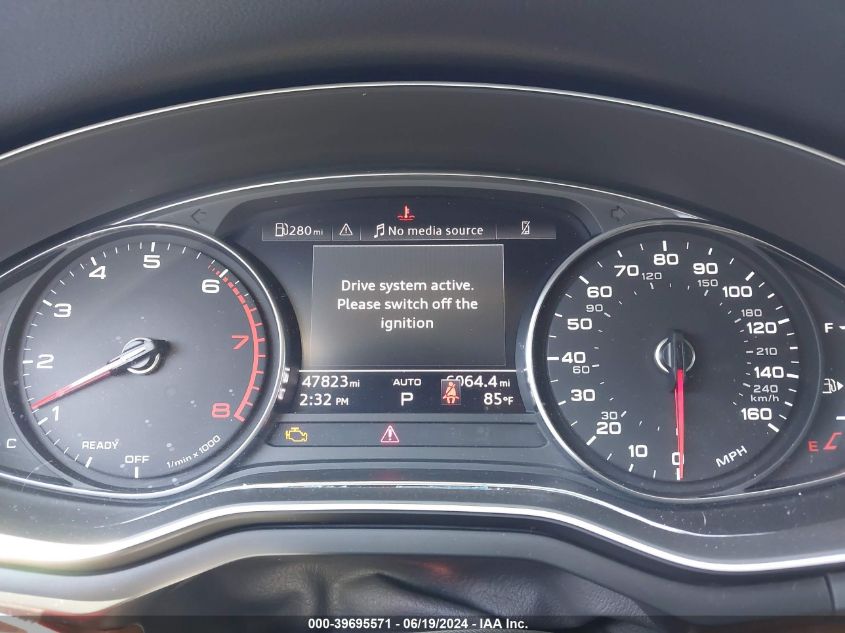 280 mi
No media source
Drive system active.
Please switch off the
ignition
47823 mi
AUTO
6064.4 mi
2:32 PM
P
85°F
1
2
3
4
5
6
7
8
READY
OFF
1/min x 1000
C
0
10
20
30
40
50
60
70
80
90
100
120
140
160
30
60
90
120
150
180
210
240
km/h
MPH
F
E
000-39695571 - 06/19/2024 - IAA Inc.